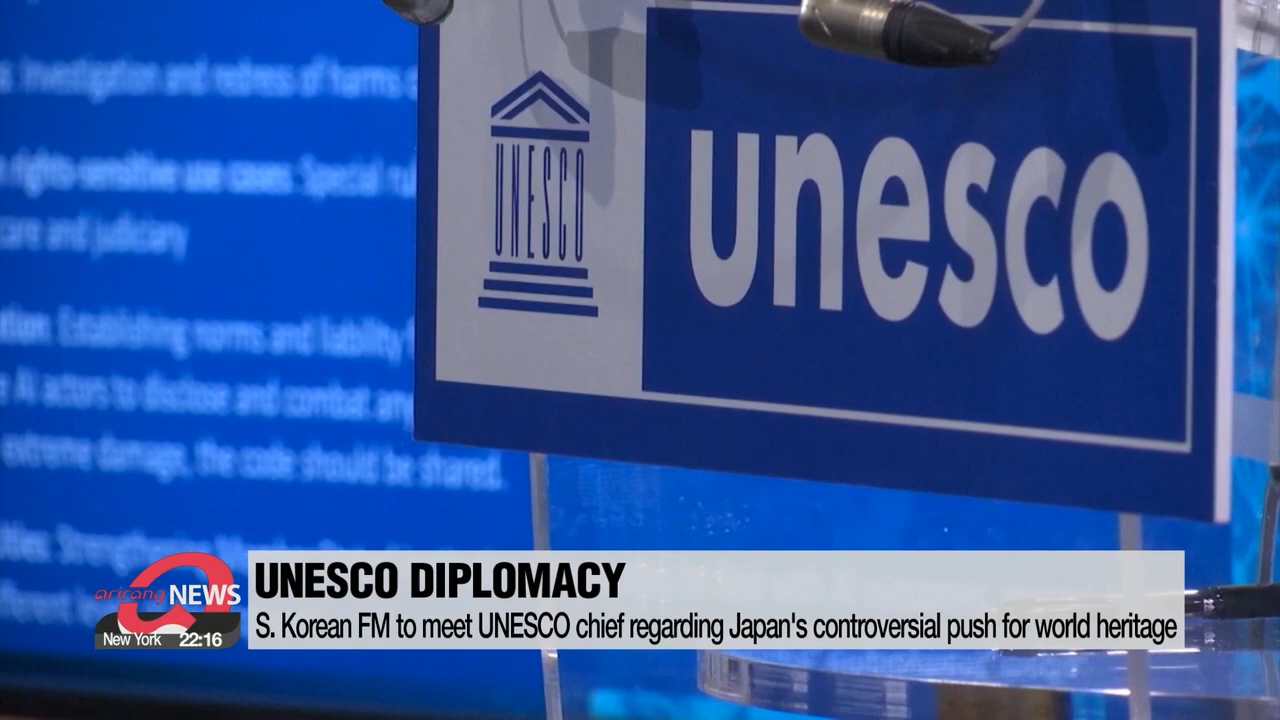 Investigation and redress of harms
rights-sensitive use cases: Special
care and judiciary
Establishing norms and liability
AI actors to disclose and combat any
extreme damage, the code should be shared.
UNESCO
unesco
arirang NEWS
New York 22:16
UNESCO DIPLOMACY
S. Korean FM to meet UNESCO chief regarding Japan's controversial push for world heritage